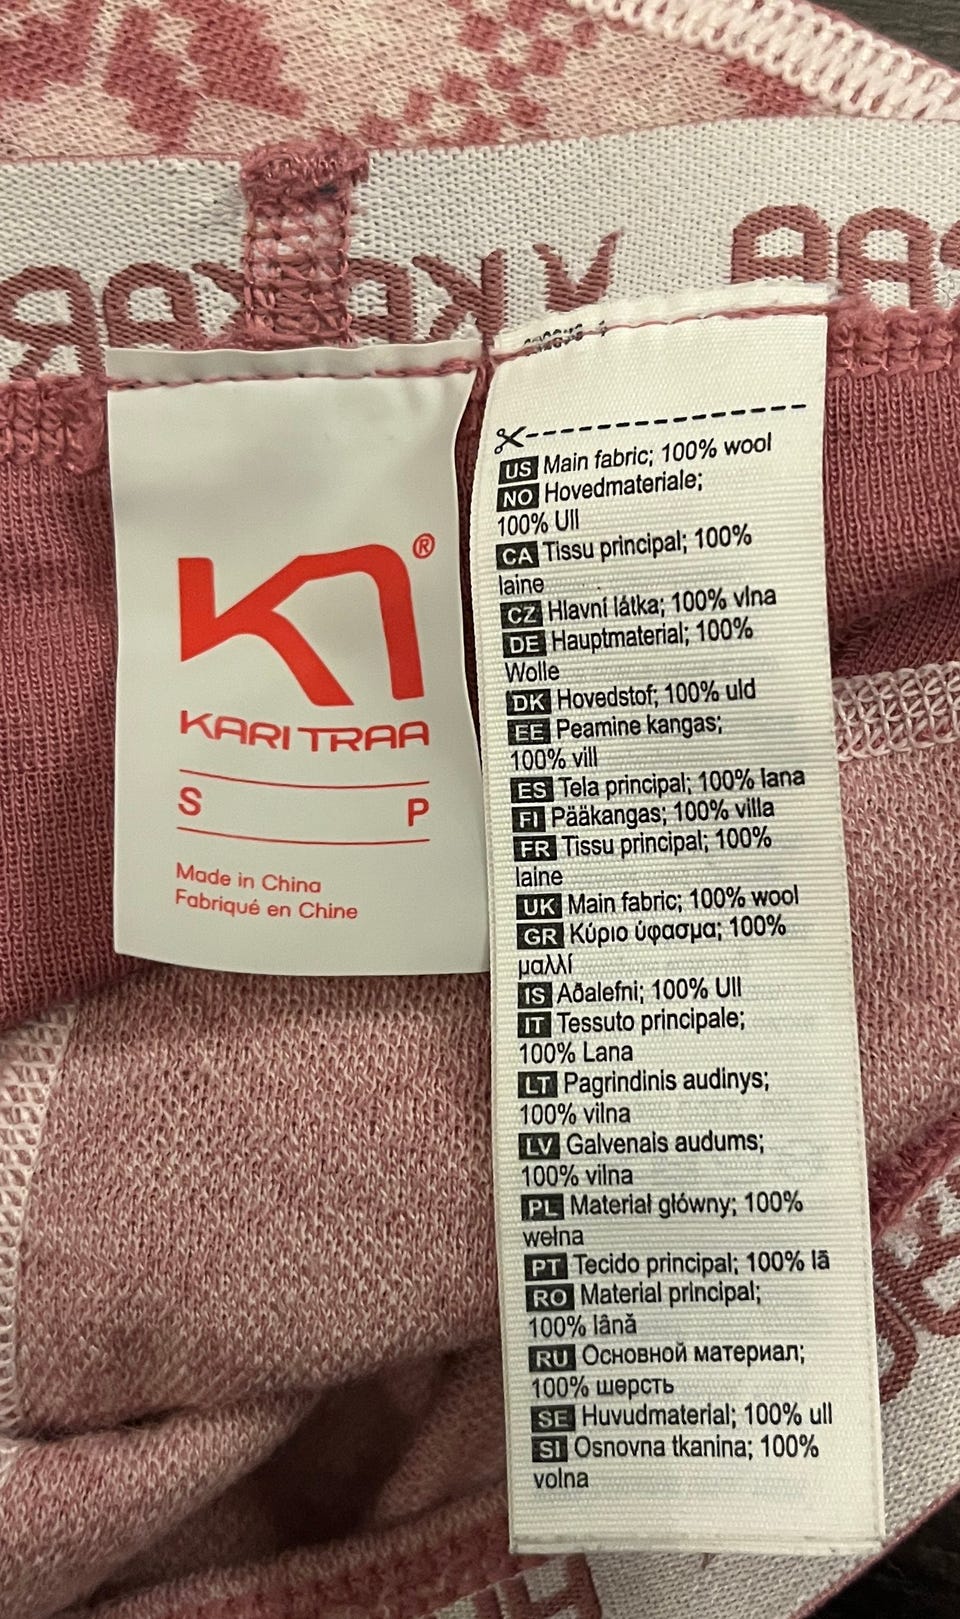 KARI TRAA
S P
Made in China
Fabriqué en Chine
US Main fabric; 100% wool
NO Hovedmateriale;
100% Ull
CA Tissu principal; 100%
laine
CZ Hlavní látka; 100% vlna
DE Hauptmaterial; 100%
Wolle
DK Hovedstof; 100% uld
EE Peamine kangas;
100% vill
ES Tela principal; 100% lana
FI Pääkangas; 100% villa
FR Tissu principal; 100%
laine
UK Main fabric; 100% wool
GR Κύριο ύφασμα; 100%
μαλλί
IS Aðalefni; 100% Ull
IT Tessuto principale;
100% Lana
LT Pagrindinis audinys;
100% vilna
LV Galvenais audums;
100% vilna
PL Materiał główny; 100%
wełna
PT Tecido principal; 100% lã
RO Material principal;
100% lână
RU Основной материал;
100% шерсть
SE Huvudmaterial; 100% ull
SI Osnovna tkanina; 100%
volna